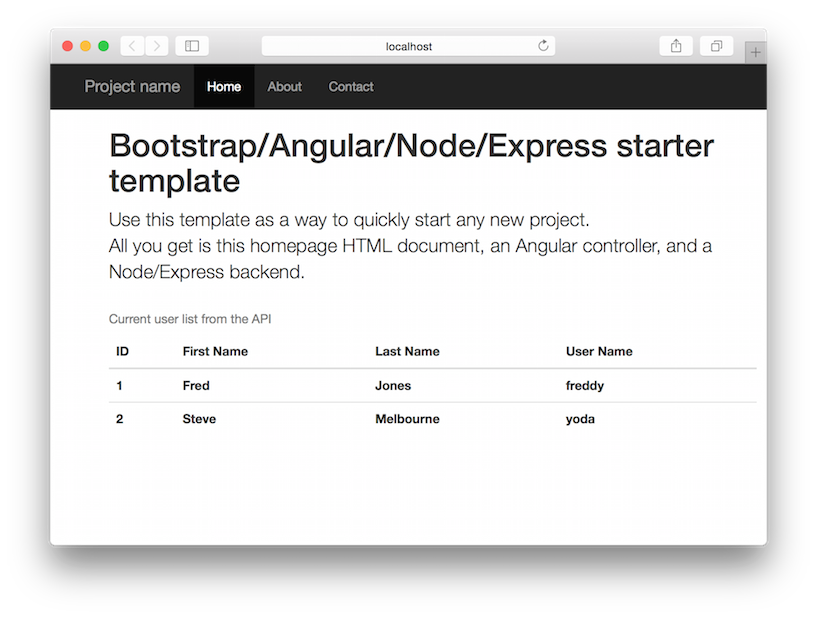 localhost
Project name Home About Contact
Bootstrap/Angular/Node/Express starter
template
Use this template as a way to quickly start any new project.
All you get is this homepage HTML document, an Angular controller, and a
Node/Express backend.
Current user list from the API
ID First Name Last Name User Name
1 Fred Jones freddy
2 Steve Melbourne yoda